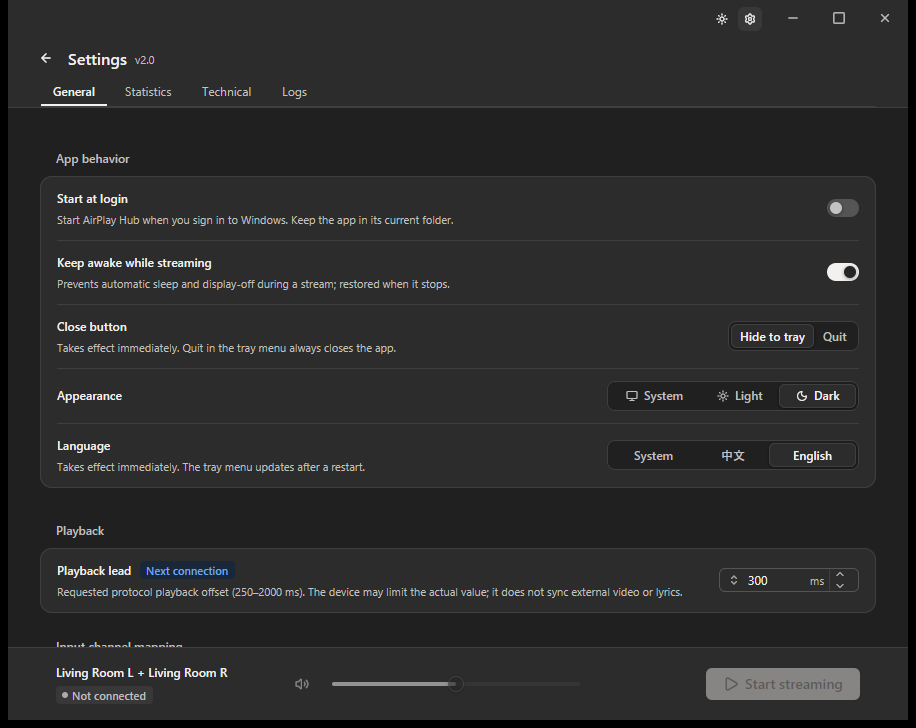 Settings v2.0
General Statistics Technical Logs
App behavior
Start at login
Start AirPlay Hub when you sign in to Windows. Keep the app in its current folder.
Keep awake while streaming
Prevents automatic sleep and display-off during a stream; restored when it stops.
Close button
Takes effect immediately. Quit in the tray menu always closes the app.
Hide to tray Quit
Appearance
System Light Dark
Language
Takes effect immediately. The tray menu updates after a restart.
System 中文 English
Playback
Playback lead Next connection
Requested protocol playback offset (250–2000 ms). The device may limit the actual value; it does not sync external video or lyrics.
300 ms
Input channel mapping
Living Room L + Living Room R
Not connected
Start streaming